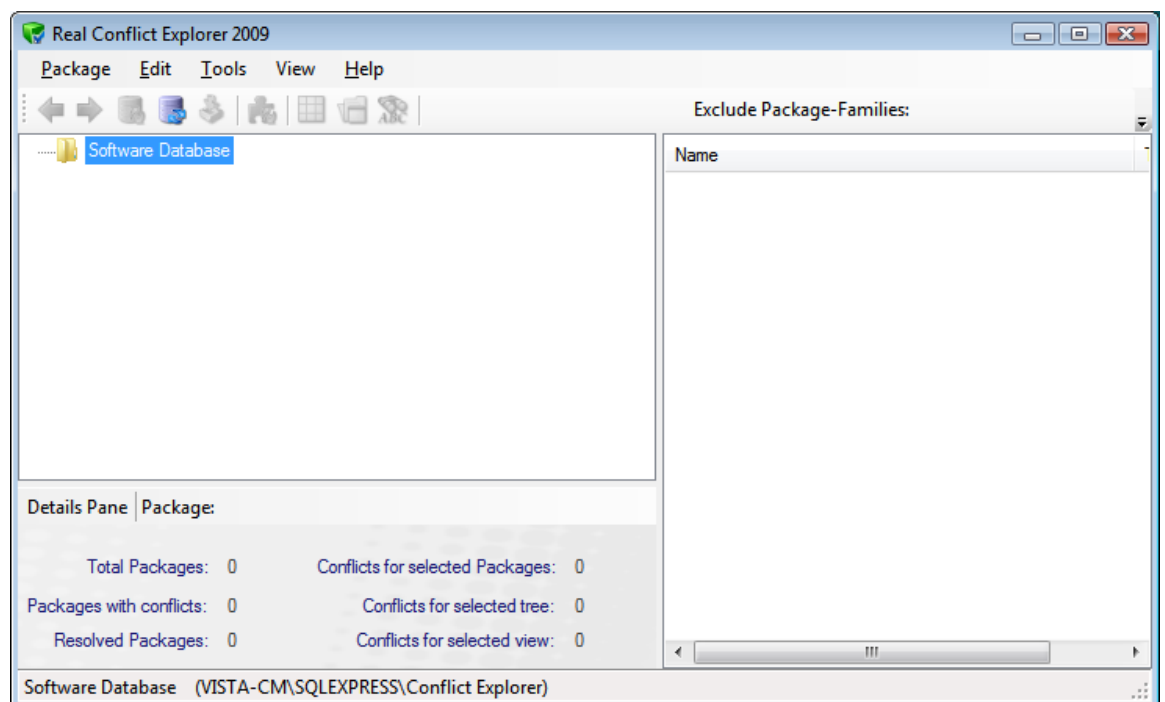 Real Conflict Explorer 2009
Package Edit Tools View Help
Exclude Package-Families:
Software Database
Name
Details Pane Package:
Total Packages: 0 Conflicts for selected Packages: 0
Packages with conflicts: 0 Conflicts for selected tree: 0
Resolved Packages: 0 Conflicts for selected view: 0
Software Database (VISTA-CM\SQLEXPRESS\Conflict Explorer)